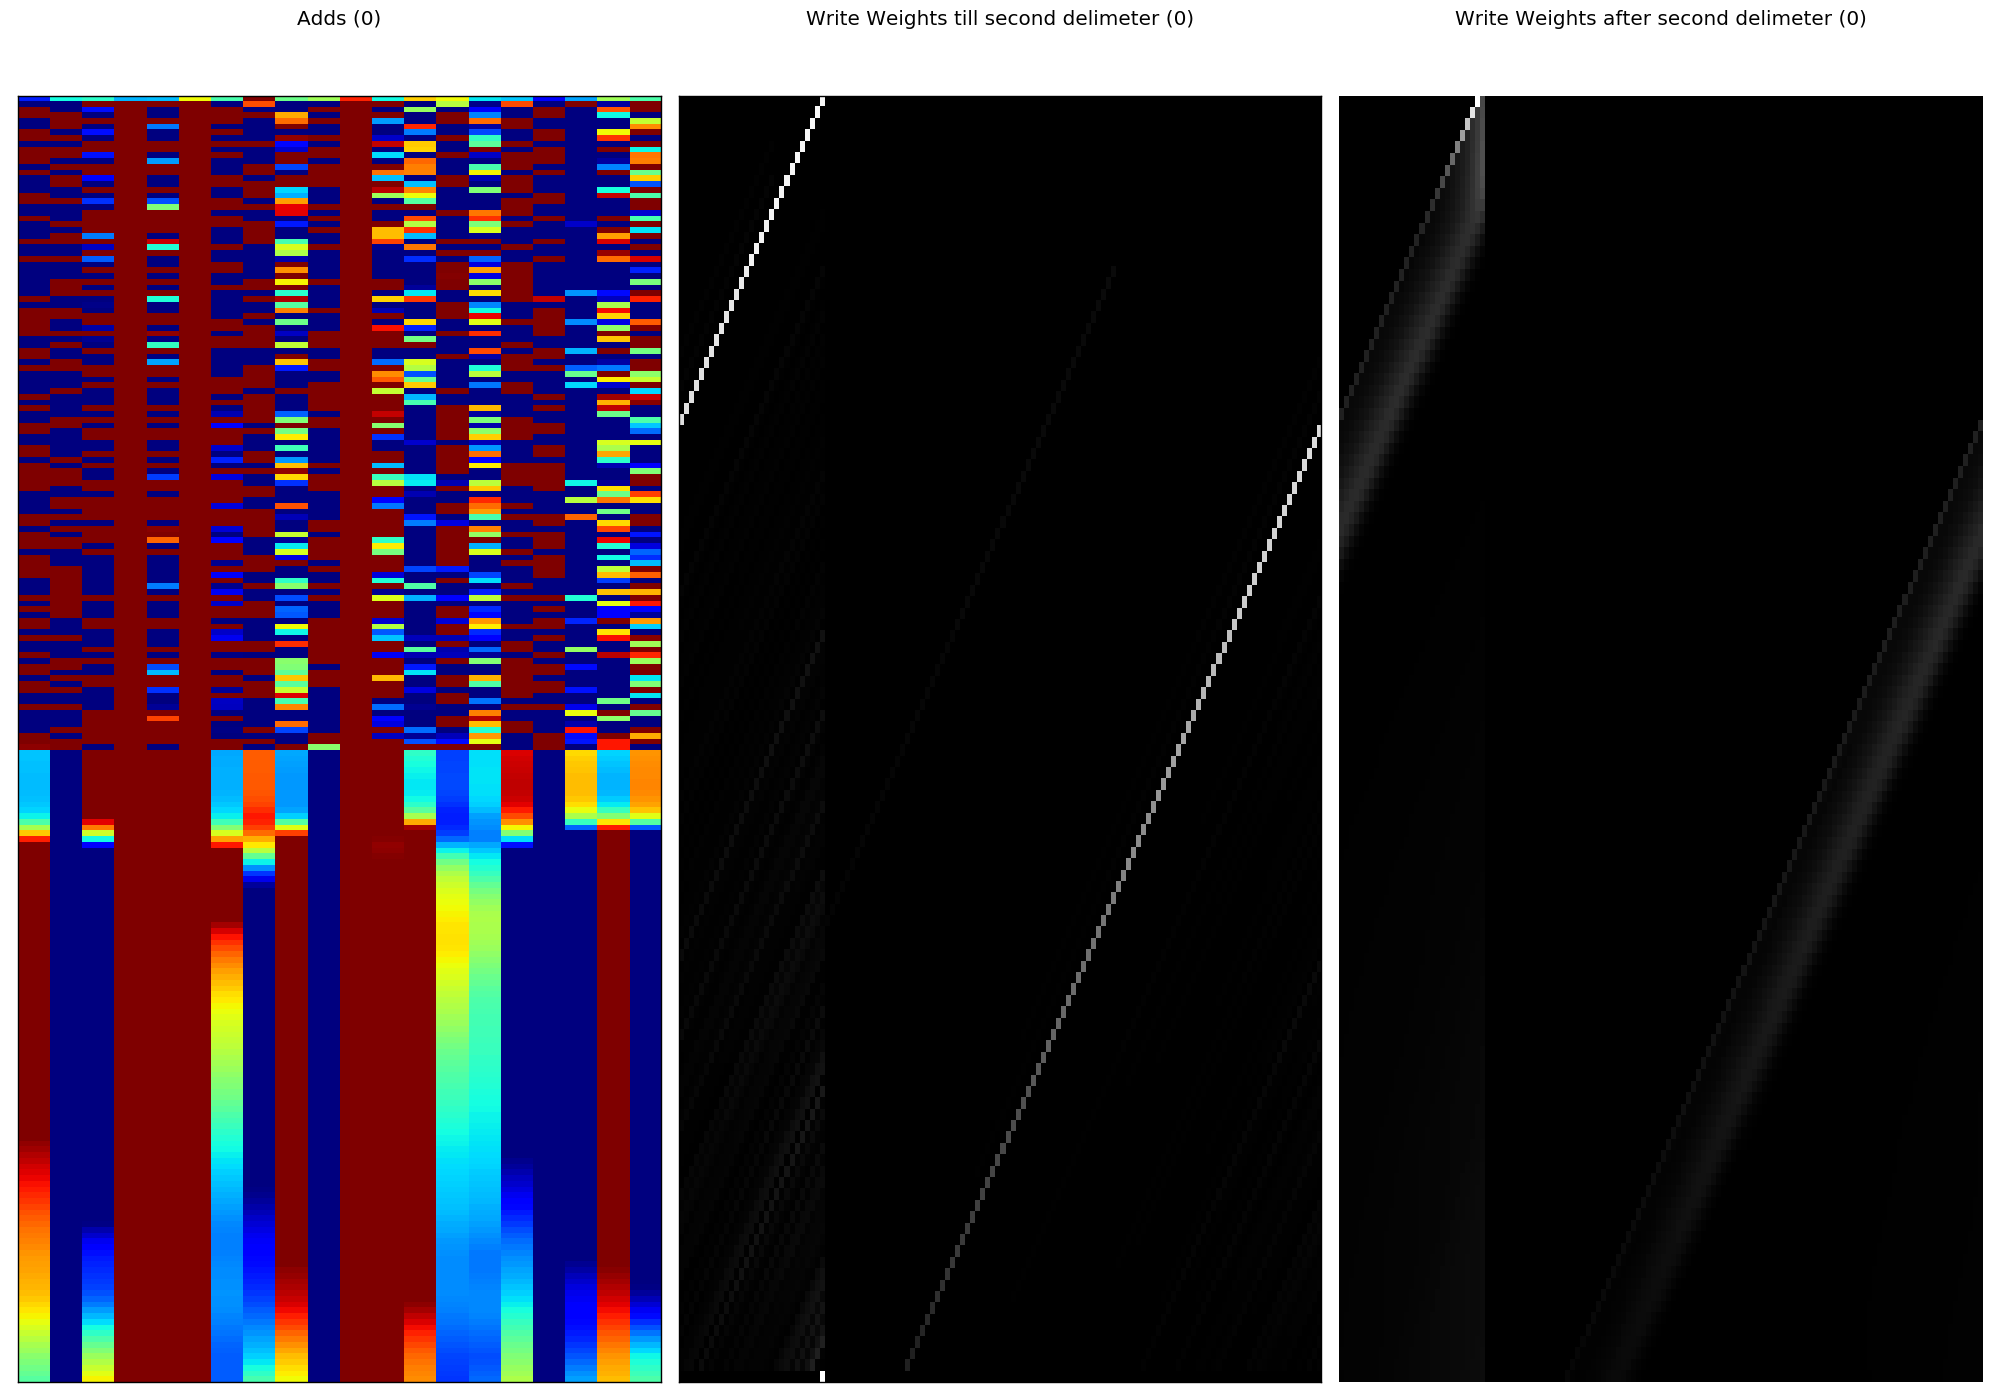 Adds (0)
Write Weights till second delimeter (0)
Write Weights after second delimeter (0)